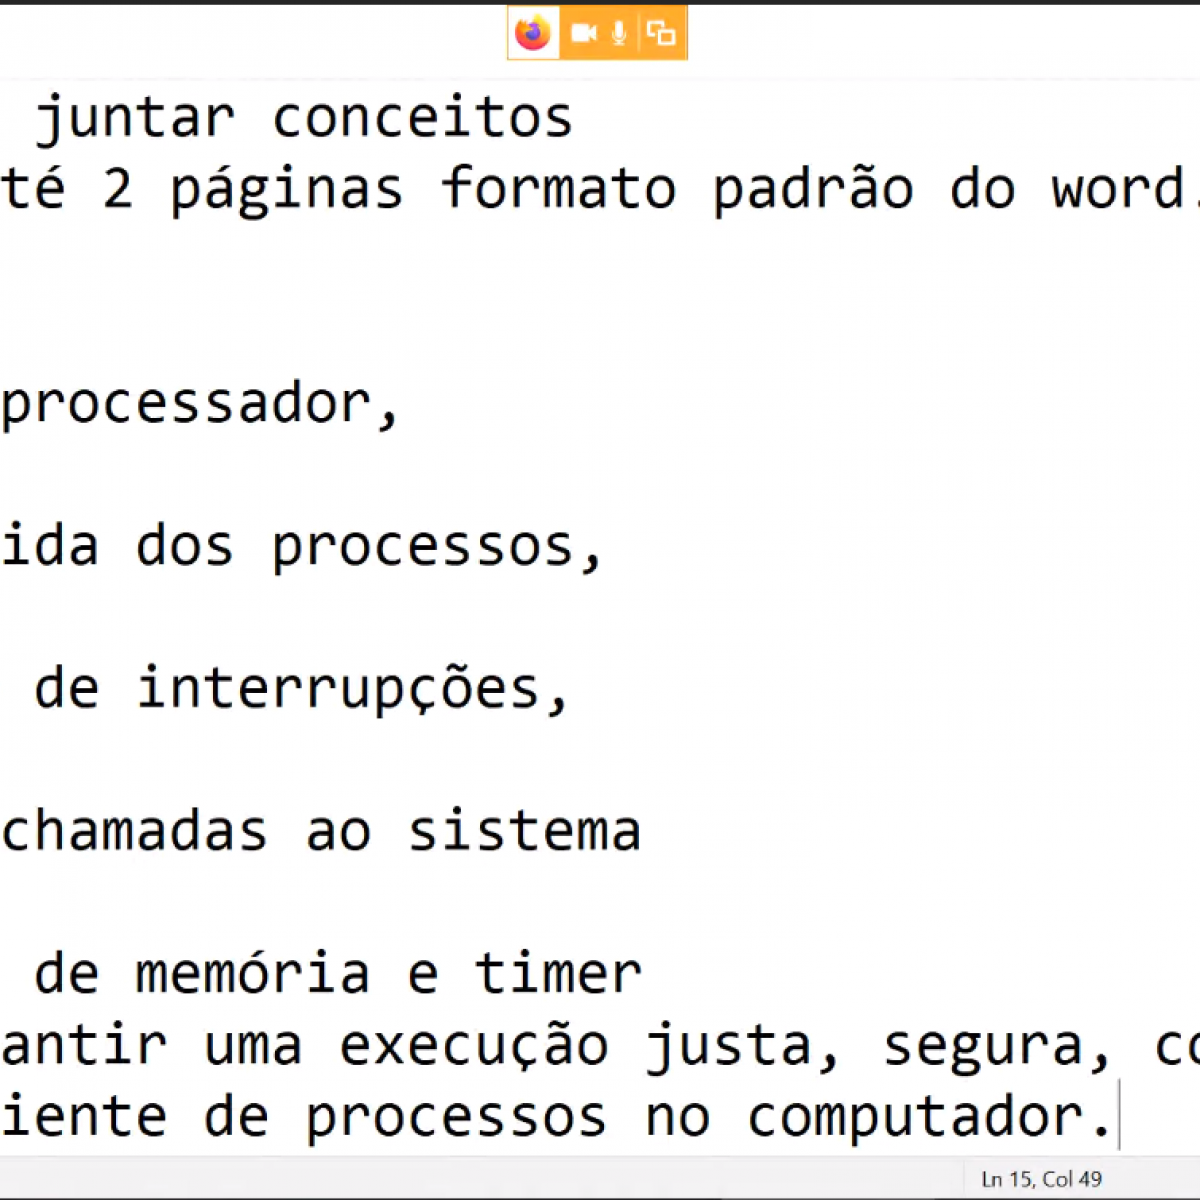 juntar conceitos
té 2 páginas formato padrão do word.
processador,
ida dos processos,
de interrupções,
chamadas ao sistema
de memória e timer
antir uma execução justa, segura, co
iente de processos no computador.
Ln 15, Col 49